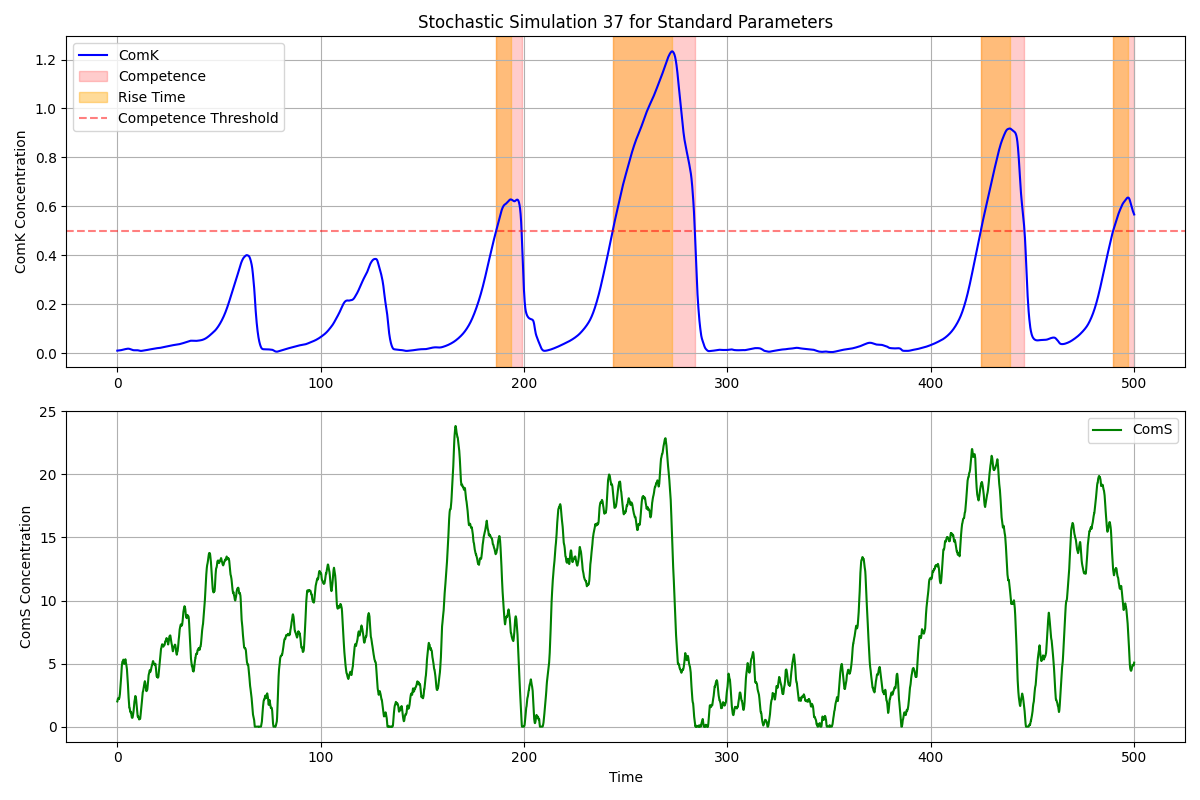 Stochastic Simulation 37 for Standard Parameters
ComK Concentration
1.2
1.0
0.8
0.6
0.4
0.2
0.0
ComK
Competence
Rise Time
Competence Threshold
0 100 200 300 400 500
ComS Concentration
25
20
15
10
5
0
ComS
0 100 200 300 400 500
Time